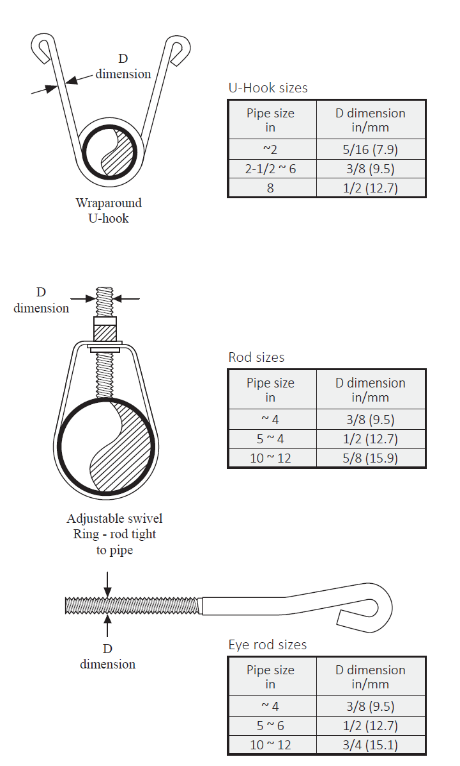 D
dimension
Wraparound
U-hook
U-Hook sizes
Pipe size in D dimension in/mm
~2 5/16 (7.9)
2-1/2 ~ 6 3/8 (9.5)
8 1/2 (12.7)
D
dimension
Adjustable swivel
Ring - rod tight
to pipe
Rod sizes
Pipe size in D dimension in/mm
~ 4 3/8 (9.5)
5 ~ 4 1/2 (12.7)
10 ~ 12 5/8 (15.9)
D
dimension
Eye rod sizes
Pipe size in D dimension in/mm
~ 4 3/8 (9.5)
5 ~ 6 1/2 (12.7)
10 ~ 12 3/4 (15.1)